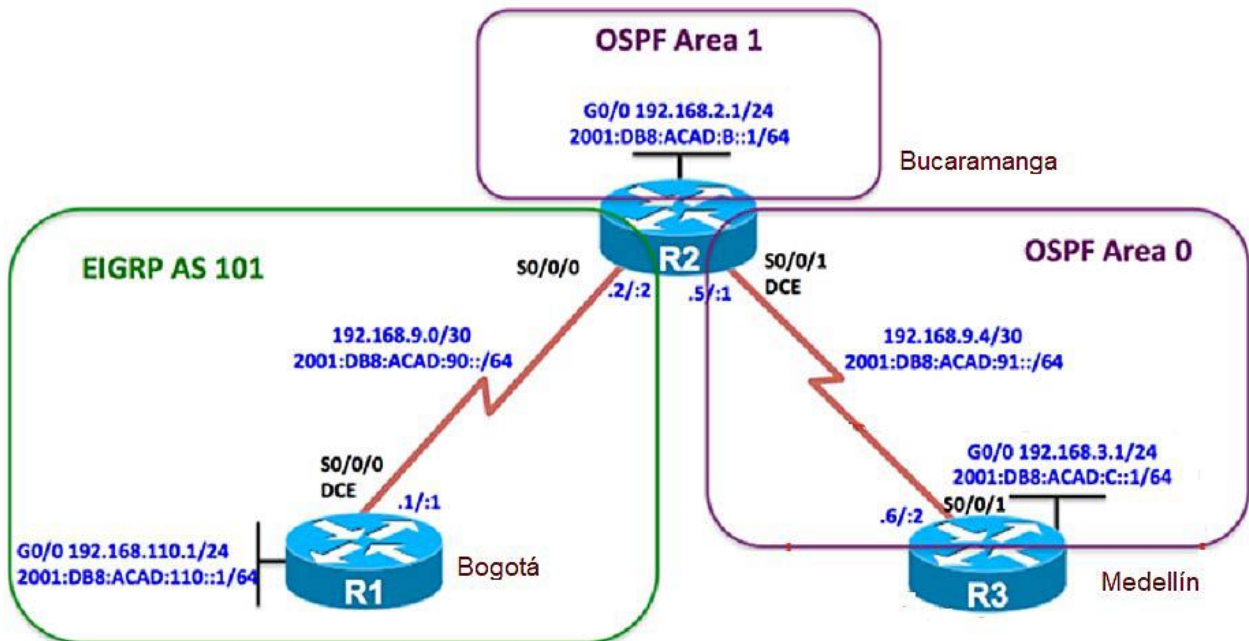 OSPF Area 1
G0/0 192.168.2.1/24
2001:DB8:ACAD:B::1/64
Bucaramanga
EIGRP AS 101
S0/0/0
R2
.2/:2
.5/:1
S0/0/1
DCE
OSPF Area 0
192.168.9.0/30
2001:DB8:ACAD:90::/64
192.168.9.4/30
2001:DB8:ACAD:91::/64
S0/0/0
DCE
.1/:1
G0/0 192.168.3.1/24
2001:DB8:ACAD:C::1/64
.6/:2
S0/0/1
G0/0 192.168.110.1/24
2001:DB8:ACAD:110::1/64
R1
Bogotá
R3
Medellín